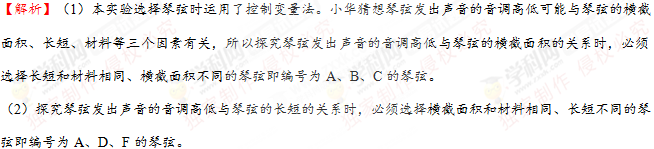 【解析】（1）本实验选择琴弦时运用了控制变量法。小华猜想琴弦发出声音的音调高低可能与琴弦的横截
面积、长短、材料等三个因素有关，所以探究琴弦发出声音的音调高低与琴弦的横截面积的关系时，必须
选择长短和材料相同、横截面积不同的琴弦即编号为 A、B、C 的琴弦。
（2）探究琴弦发出声音的音调高低与琴弦的长短的关系时，必须选择横截面积和材料相同、长短不同的琴
弦即编号为 A、D、F 的琴弦。